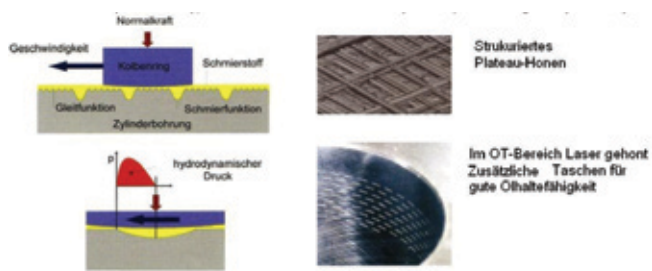 Normalkraft
Geschwindigkeit
Kolbenring
Schmierstoff
Gleitfunktion
Schmierfunktion
Zylinderbohrung
P
hydrodynamischer
Druck
Strukuriertes
Plateau-Honen
Im OT-Bereich Laser gehont
Zusätzliche Taschen für
gute Ölhaltefähigkeit